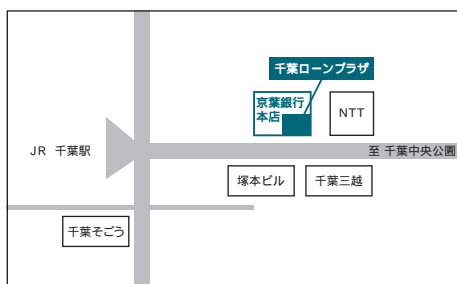 千葉ローンプラザ
京葉銀行
本店
NTT
JR 千葉駅
至 千葉中央公園
塚本ビル
千葉三越
千葉そごう